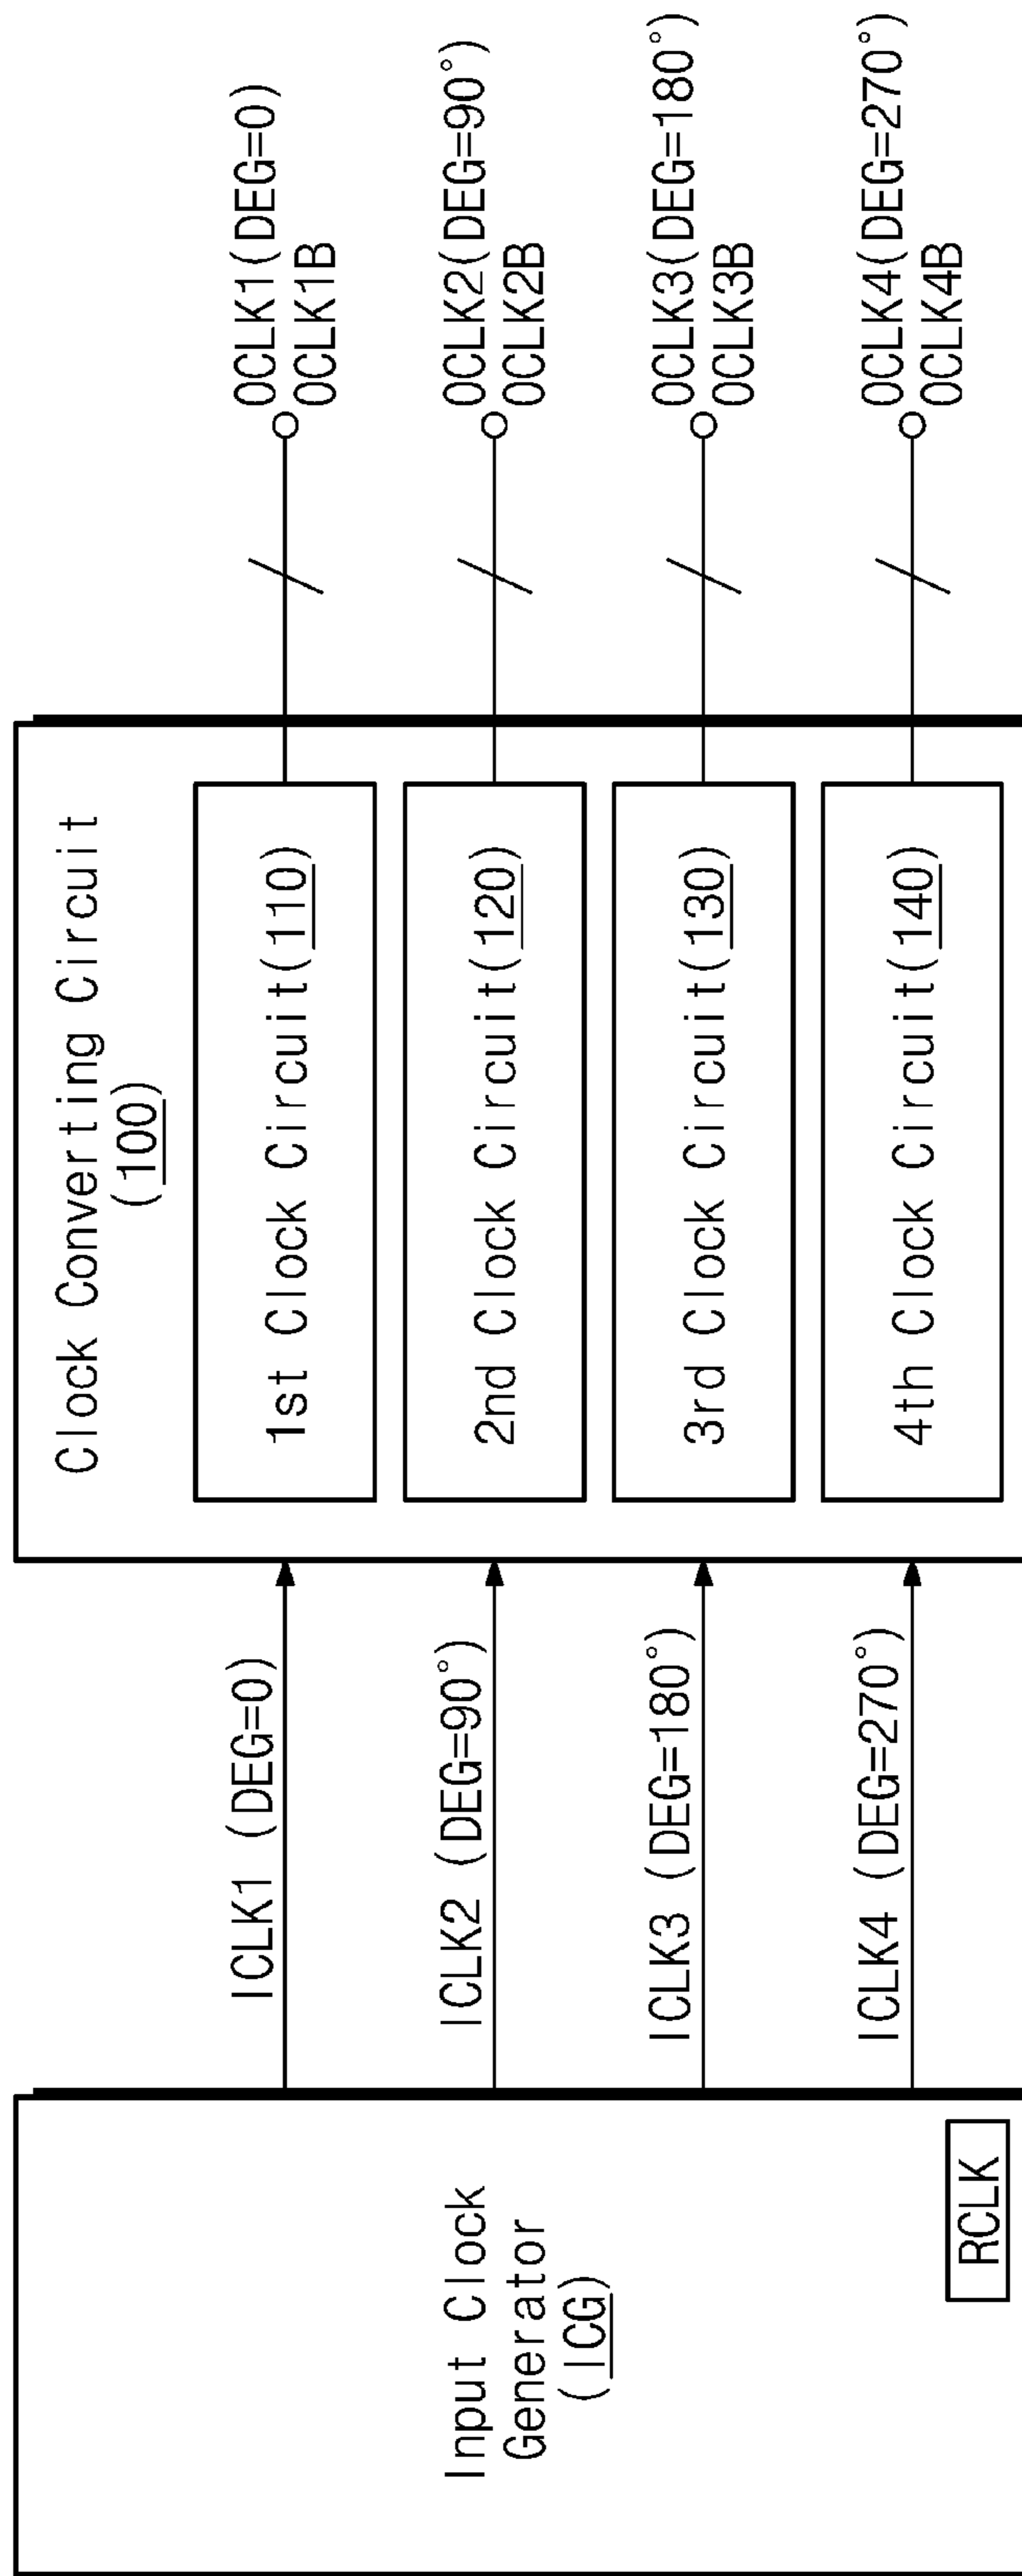 Input Clock
Generator
(ICG)
RCLK
ICLK1 (DEG=0)
ICLK2 (DEG=90°)
ICLK3 (DEG=180°)
ICLK4 (DEG=270°)
Clock Converting Circuit
(100)
1st Clock Circuit(110)
2nd Clock Circuit(120)
3rd Clock Circuit(130)
4th Clock Circuit(140)
OCLK1(DEG=0)
OCLK1B
OCLK2(DEG=90°)
OCLK2B
OCLK3(DEG=180°)
OCLK3B
OCLK4(DEG=270°)
OCLK4B